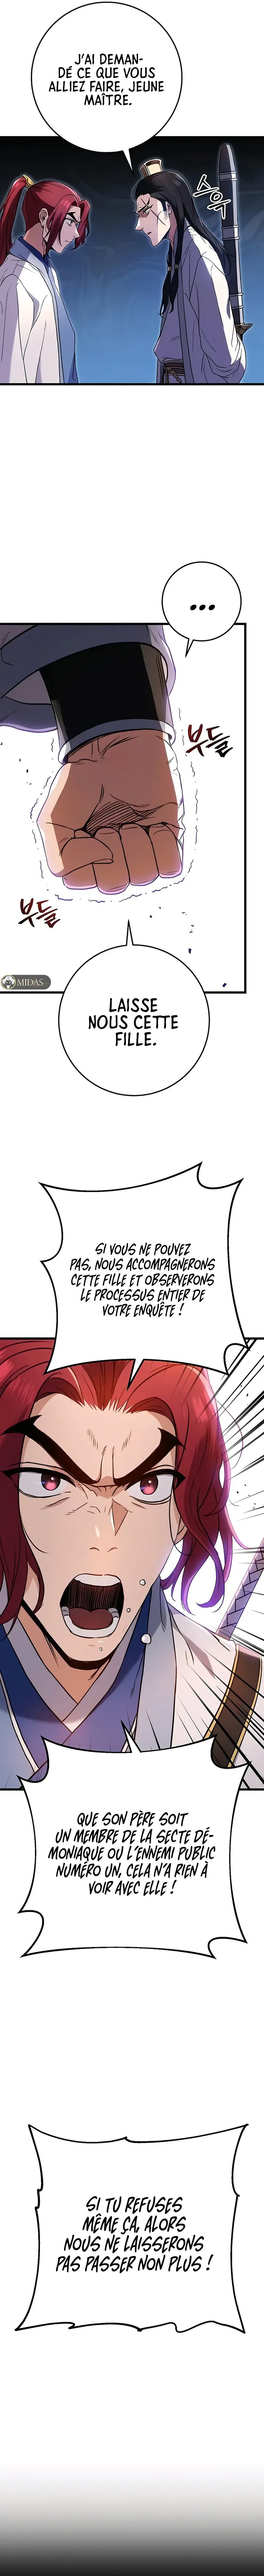 J'AI DEMAN-
DÉ CE QUE VOUS
ALLIEZ FAIRE, JEUNE
MAÎTRE.
스윽
...
부들
부들
MIDAS
LAISSE
NOUS CETTE
FILLE.
SI VOUS NE POUVEZ
PAS, NOUS ACCOMPAGNERONS
CETTE FILLE ET OBSERVERONS
LE PROCESSUS ENTIER DE
VOTRE ENQUÊTE !
QUE SON PÈRE SOIT
UN MEMBRE DE LA SECTE DÉ-
MONIAQUE OU L'ENNEMI PUBLIC
NUMÉRO UN, CELA N'A RIEN À
VOIR AVEC ELLE !
SI TU REFUSES
MÊME ÇA, ALORS
NOUS NE LAISSERONS
PAS PASSER NON PLUS !